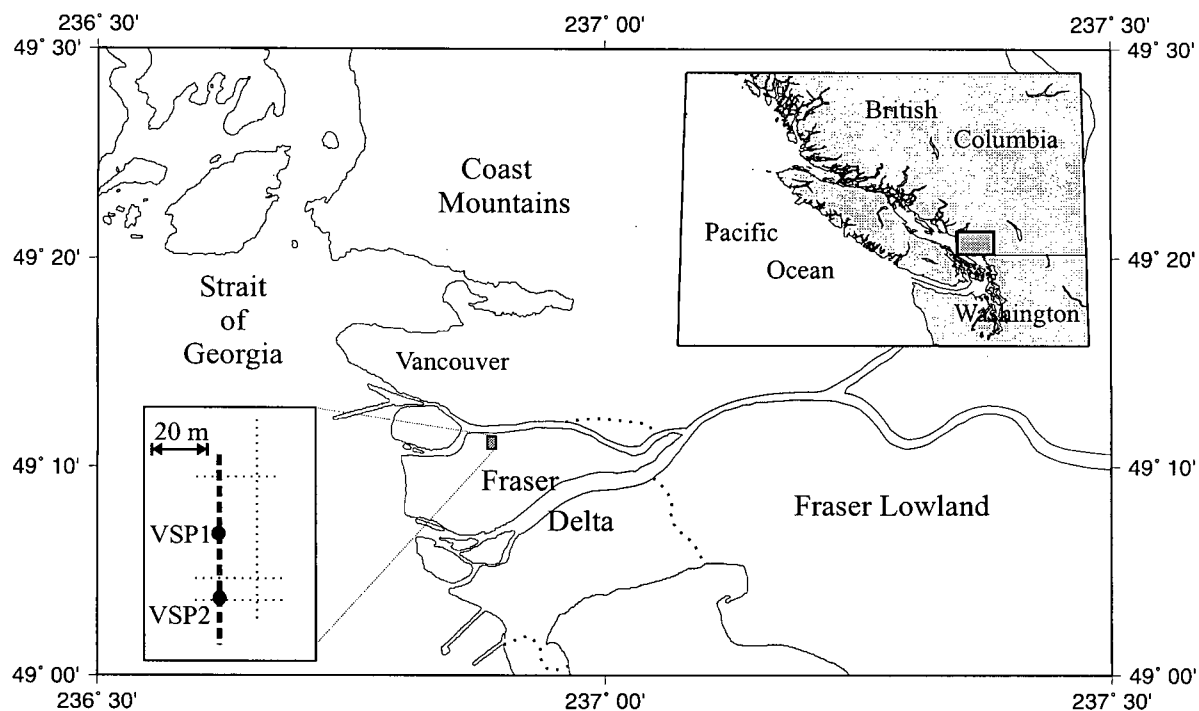 236° 30'
237° 00'
237° 30'
49° 30'
49° 30'
British
Columbia
Coast
Mountains
Pacific
Ocean
49° 20'
49° 20'
Strait
of
Georgia
Washington
Vancouver
20 m
49° 10'
49° 10'
Fraser
Delta
Fraser Lowland
VSP1
VSP2
49° 00'
49° 00'
236° 30'
237° 00'
237° 30'